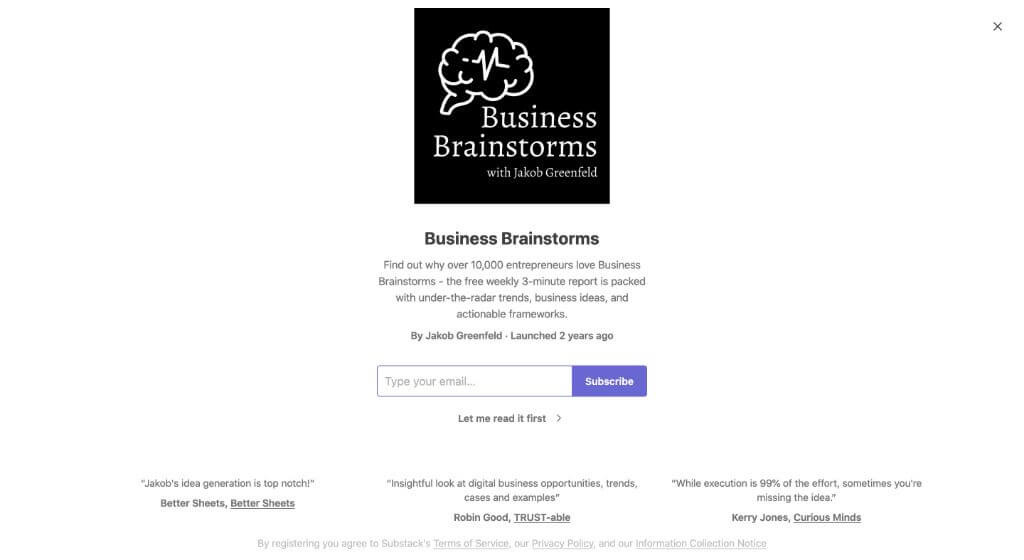 Business
Brainstorms
with Jakob Greenfeld
Business Brainstorms
Find out why over 10,000 entrepreneurs love Business
Brainstorms - the free weekly 3-minute report is packed
with under-the-radar trends, business ideas, and
actionable frameworks.
By Jakob Greenfeld · Launched 2 years ago
Type your email...
Subscribe
Let me read it first
"Jakob's idea generation is top notch!"
Better Sheets, Better Sheets
"Insightful look at digital business opportunities, trends,
cases and examples"
Robin Good, TRUST-able
"While execution is 99% of the effort, sometimes you're
missing the idea."
Kerry Jones, Curious Minds
By registering you agree to Substack's Terms of Service, our Privacy Policy, and our Information Collection Notice